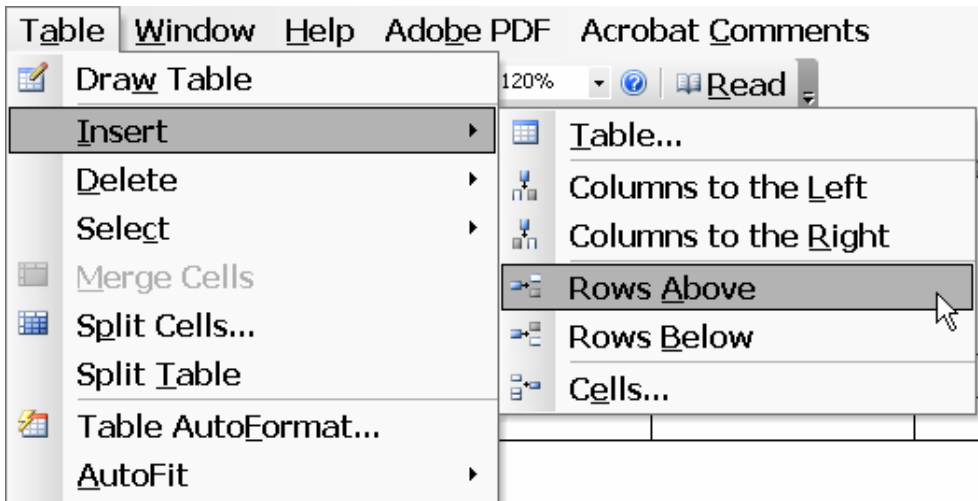 Table Window Help Adobe PDF Acrobat Comments
Draw Table
120%
Read
Insert
Table...
Delete
Columns to the Left
Select
Columns to the Right
Merge Cells
Rows Above
Split Cells...
Rows Below
Split Table
Cells...
Table AutoFormat...
AutoFit